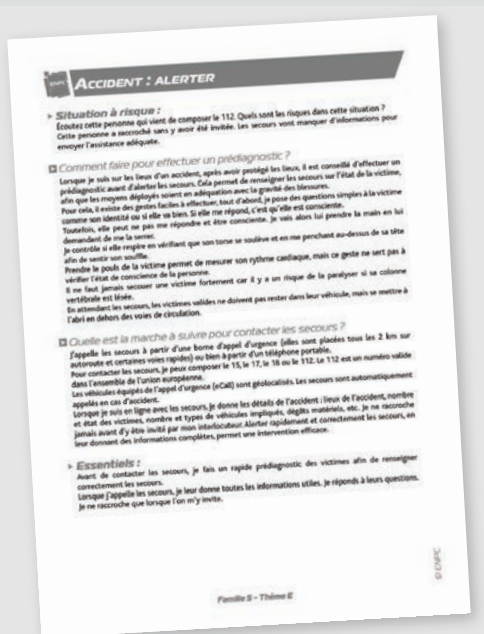 ENPC
ACCIDENT : ALERTER
Situation à risque :
Écoutez cette personne qui vient de composer le 112. Quels sont les risques dans cette situation ?
Cette personne a raccroché sans y avoir été invitée. Les secours vont manquer d'informations pour
envoyer l'assistance adéquate.
Comment faire pour effectuer un prédiagnostic ?
Lorsque je suis sur les lieux d'un accident, après avoir protégé les lieux, il est conseillé d'effectuer un
prédiagnostic avant d'alerter les secours. Cela permet de renseigner les secours sur l'état de la victime,
afin que les moyens déployés soient en adéquation avec la gravité des blessures.
Pour cela, il existe des gestes faciles à effectuer, tout d'abord, je pose des questions simples à la victime
comme son identité ou si elle va bien. Si elle me répond, c'est qu'elle est consciente.
Toutefois, elle peut ne pas me répondre et être consciente. Je vais alors lui prendre la main en lui
demandant de me la serrer.
Je contrôle si elle respire en vérifiant que son torse se soulève et en me penchant au-dessus de sa tête
afin de sentir son souffle.
Prendre le pouls de la victime permet de mesurer son rythme cardiaque, mais ce geste ne sert pas à
vérifier l'état de conscience de la personne.
Il ne faut jamais secouer une victime fortement car il y a un risque de la paralyser si sa colonne
vertébrale est lésée.
En attendant les secours, les victimes valides ne doivent pas rester dans leur véhicule, mais se mettre à
l'abri en dehors des voies de circulation.
Quelle est la marche à suivre pour contacter les secours ?
J'appelle les secours à partir d'une borne d'appel d'urgence (elles sont placées tous les 2 km sur
autoroute et certaines voies rapides) ou bien à partir d'un téléphone portable.
Pour contacter les secours, je peux composer le 15, le 17, le 18 ou le 112. Le 112 est un numéro valide
dans l'ensemble de l'union européenne.
Les véhicules équipés de l'appel d'urgence (eCall) sont géolocalisés. Les secours sont automatiquement
appelés en cas d'accident.
Lorsque je suis en ligne avec les secours, je donne les détails de l'accident : lieux de l'accident, nombre
et état des victimes, nombre et types de véhicules impliqués, dégâts matériels, etc. Je ne raccroche
jamais avant d'y être invité par mon interlocuteur. Alerter rapidement et correctement les secours, en
leur donnant des informations complètes, permet une intervention efficace.
Essentiels :
Avant de contacter les secours, je fais un rapide prédiagnostic des victimes afin de renseigner
correctement les secours.
Lorsque j'appelle les secours, je leur donne toutes les informations utiles. Je réponds à leurs questions.
Je ne raccroche que lorsque l'on m'y invite.
© ENPC
Famille 5 - Thème E